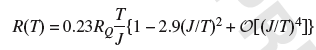 R(T) = 0.23R_Q T/J {1 - 2.9(J/T)² + O[(J/T)⁴]}